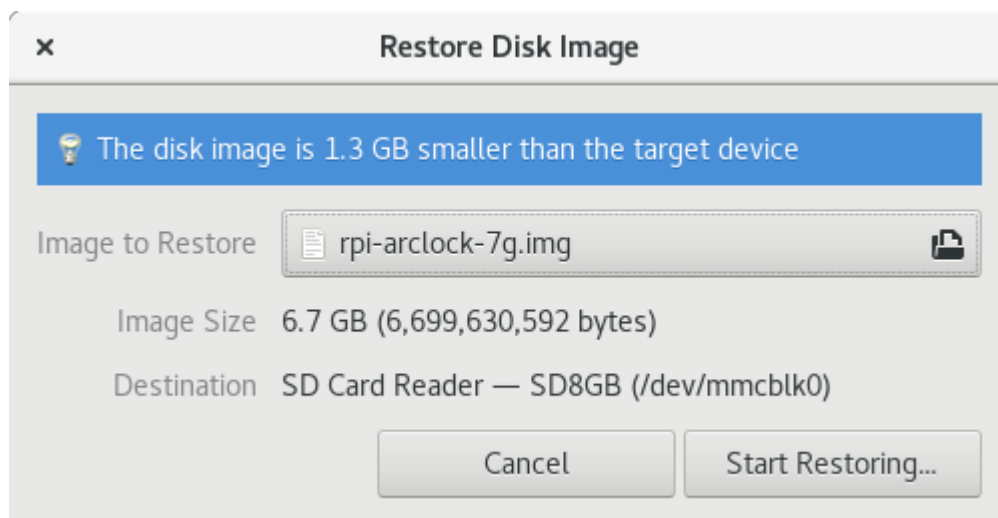 Restore Disk Image
The disk image is 1.3 GB smaller than the target device
Image to Restore rpi-arclock-7g.img
Image Size 6.7 GB (6,699,630,592 bytes)
Destination SD Card Reader — SD8GB (/dev/mmcblk0)
Cancel Start Restoring...